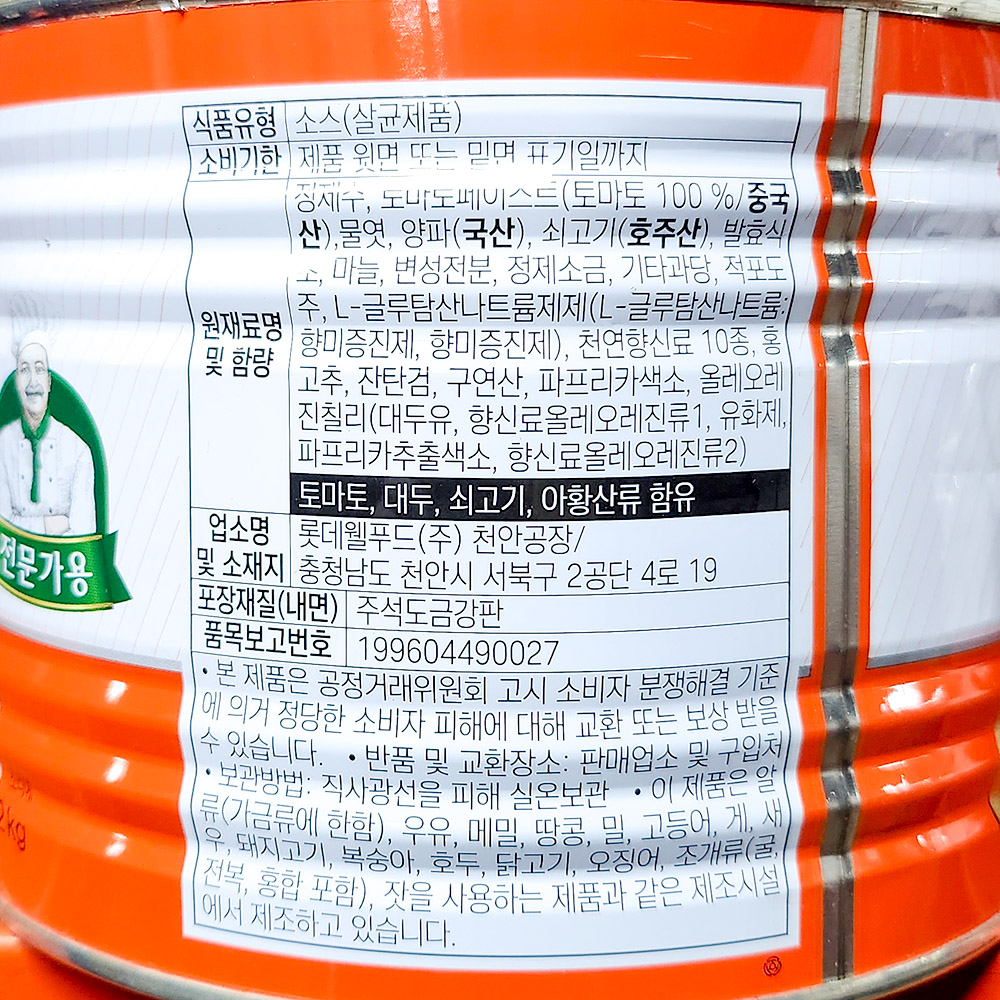 식품유형 소스(살균제품)
소비기한 제품 윗면 또는 밑면 표기일까지
원재료명 및 함량
정제수, 토마토페이스트(토마토 100 %/중국
산),물엿, 양파(국산), 쇠고기(호주산), 발효식
초, 마늘, 변성전분, 정제소금, 기타과당, 적포도
주, L-글루탐산나트륨제제(L-글루탐산나트륨:
향미증진제, 향미증진제), 천연향신료 10종, 홍
고추, 잔탄검, 구연산, 파프리카색소, 올레오레
진칠리(대두유, 향신료올레오레진류1, 유화제,
파프리카추출색소, 향신료올레오레진류2)
토마토, 대두, 쇠고기, 아황산류 함유
업소명 롯데웰푸드(주) 천안공장/
및 소재지 충청남도 천안시 서북구 2공단 4로 19
포장재질(내면) 주석도금강판
품목보고번호 199604490027
• 본 제품은 공정거래위원회 고시 소비자 분쟁해결 기준
에 의거 정당한 소비자 피해에 대해 교환 또는 보상 받을
수 있습니다. • 반품 및 교환장소: 판매업소 및 구입처
• 보관방법: 직사광선을 피해 실온보관 • 이 제품은 알
류(가금류에 한함), 우유, 메밀, 땅콩, 밀, 고등어, 게, 새
우, 돼지고기, 복숭아, 호두, 닭고기, 오징어, 조개류(굴,
전복, 홍합 포함), 잣을 사용하는 제품과 같은 제조시설
에서 제조하고 있습니다.
전문가용
2kg